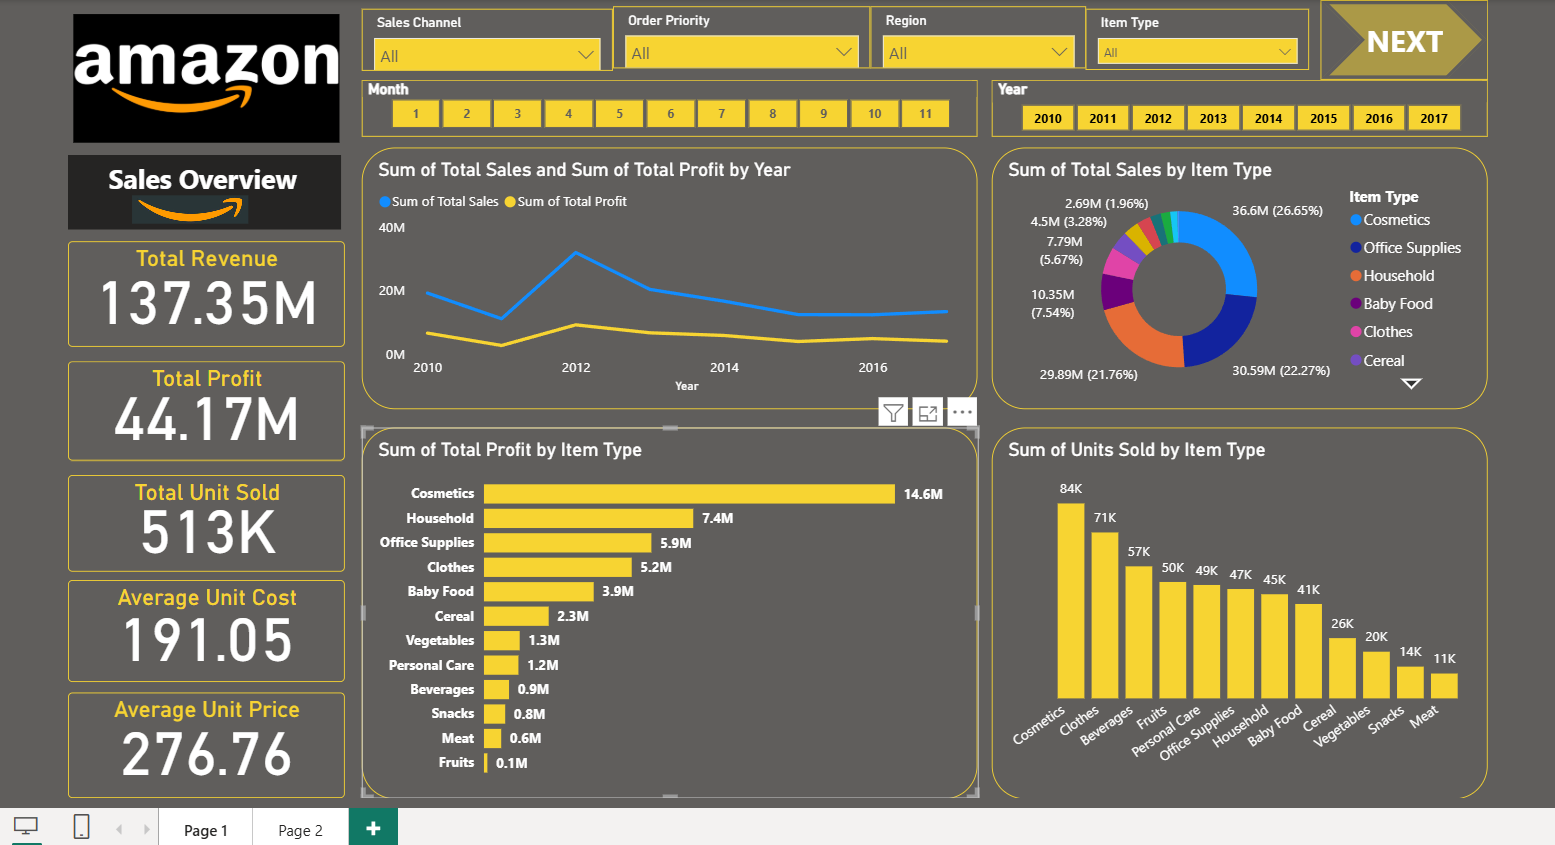 amazon
Sales Channel
All
Order Priority
All
Region
All
Item Type
All
NEXT
Month
1 2 3 4 5 6 7 8 9 10 11
Year
2010 2011 2012 2013 2014 2015 2016 2017
Sales Overview
Total Revenue
137.35M
Total Profit
44.17M
Total Unit Sold
513K
Average Unit Cost
191.05
Average Unit Price
276.76
Sum of Total Sales and Sum of Total Profit by Year
Sum of Total Sales Sum of Total Profit
40M
20M
0M
2010 2012 2014 2016
Year
Sum of Total Sales by Item Type
2.69M (1.96%)
4.5M (3.28%)
7.79M
(5.67%)
10.35M
(7.54%)
29.89M (21.76%)
36.6M (26.65%)
30.59M (22.27%)
Item Type
Cosmetics
Office Supplies
Household
Baby Food
Clothes
Cereal
Sum of Total Profit by Item Type
Cosmetics 14.6M
Household 7.4M
Office Supplies 5.9M
Clothes 5.2M
Baby Food 3.9M
Cereal 2.3M
Vegetables 1.3M
Personal Care 1.2M
Beverages 0.9M
Snacks 0.8M
Meat 0.6M
Fruits 0.1M
Sum of Units Sold by Item Type
84K 71K 57K 50K 49K 47K 45K 41K 26K 20K 14K 11K
Cosmetics Clothes Beverages Fruits Personal Care Office Supplies Household Baby Food Cereal Vegetables Snacks Meat
Page 1 Page 2 +